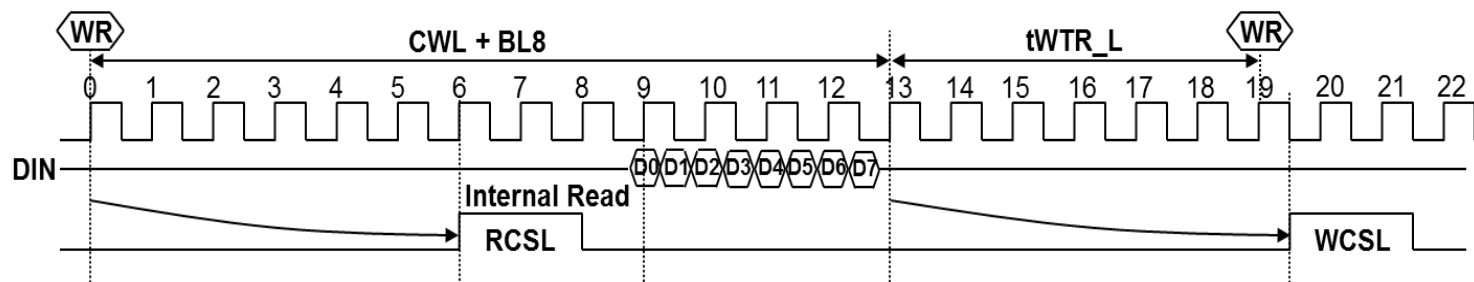 WR CWL + BL8 tWTR_L WR
0 1 2 3 4 5 6 7 8 9 10 11 12 13 14 15 16 17 18 19 20 21 22
DIN D0 D1 D2 D3 D4 D5 D6 D7
Internal Read
RCSL WCSL